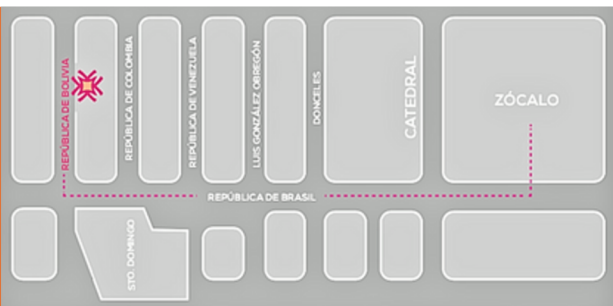 REPÚBLICA DE BOLIVIA
REPÚBLICA DE COLOMBIA
REPÚBLICA DE VENEZUELA
LUIS GONZÁLEZ OBREGÓN
DONCELES
CATEDRAL
ZÓCALO
REPÚBLICA DE BRASIL
STO. DOMINGO